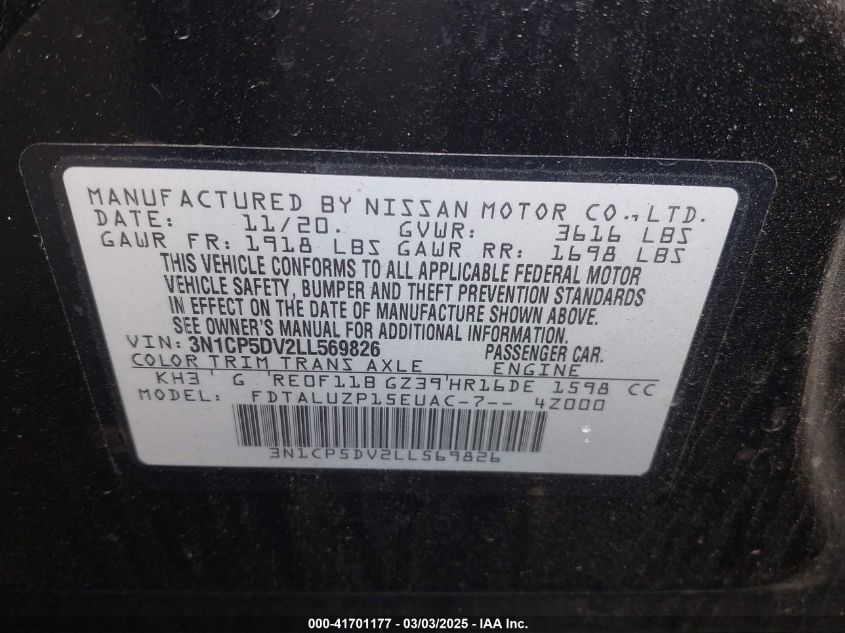 MANUFACTURED BY NISSAN MOTOR CO.,LTD.
DATE: 11/20. GVWR: 3616 LBS
GAWR FR: 1918 LBS GAWR RR: 1698 LBS
THIS VEHICLE CONFORMS TO ALL APPLICABLE FEDERAL MOTOR
VEHICLE SAFETY, BUMPER AND THEFT PREVENTION STANDARDS
IN EFFECT ON THE DATE OF MANUFACTURE SHOWN ABOVE.
SEE OWNER'S MANUAL FOR ADDITIONAL INFORMATION.
VIN: 3N1CP5DV2LL569826 PASSENGER CAR.
COLOR TRIM TRANS AXLE ENGINE
KH3 G RE0F11B GZ39 HR16DE 1598 CC
MODEL: FDTALUZP15EUAC-7-- 4Z000
3N1CP5DV2LL569826
000-41701177 — 03/03/2025 — IAA Inc.